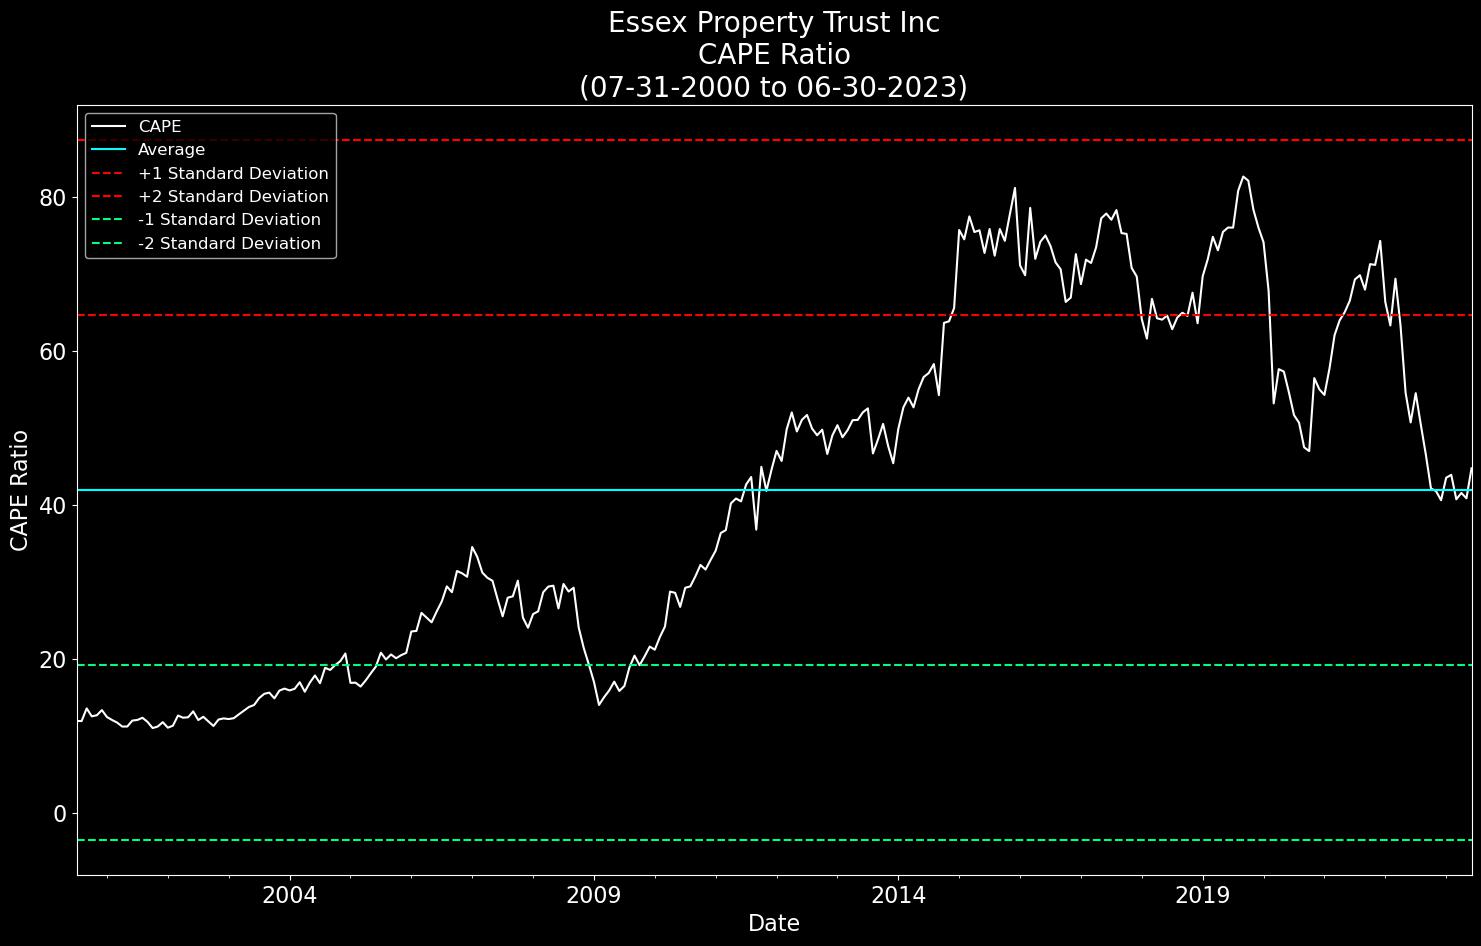 Essex Property Trust Inc
CAPE Ratio
(07-31-2000 to 06-30-2023)
CAPE
Average
+1 Standard Deviation
+2 Standard Deviation
-1 Standard Deviation
-2 Standard Deviation
80
60
40
20
0
CAPE Ratio
2004
2009
2014
2019
Date